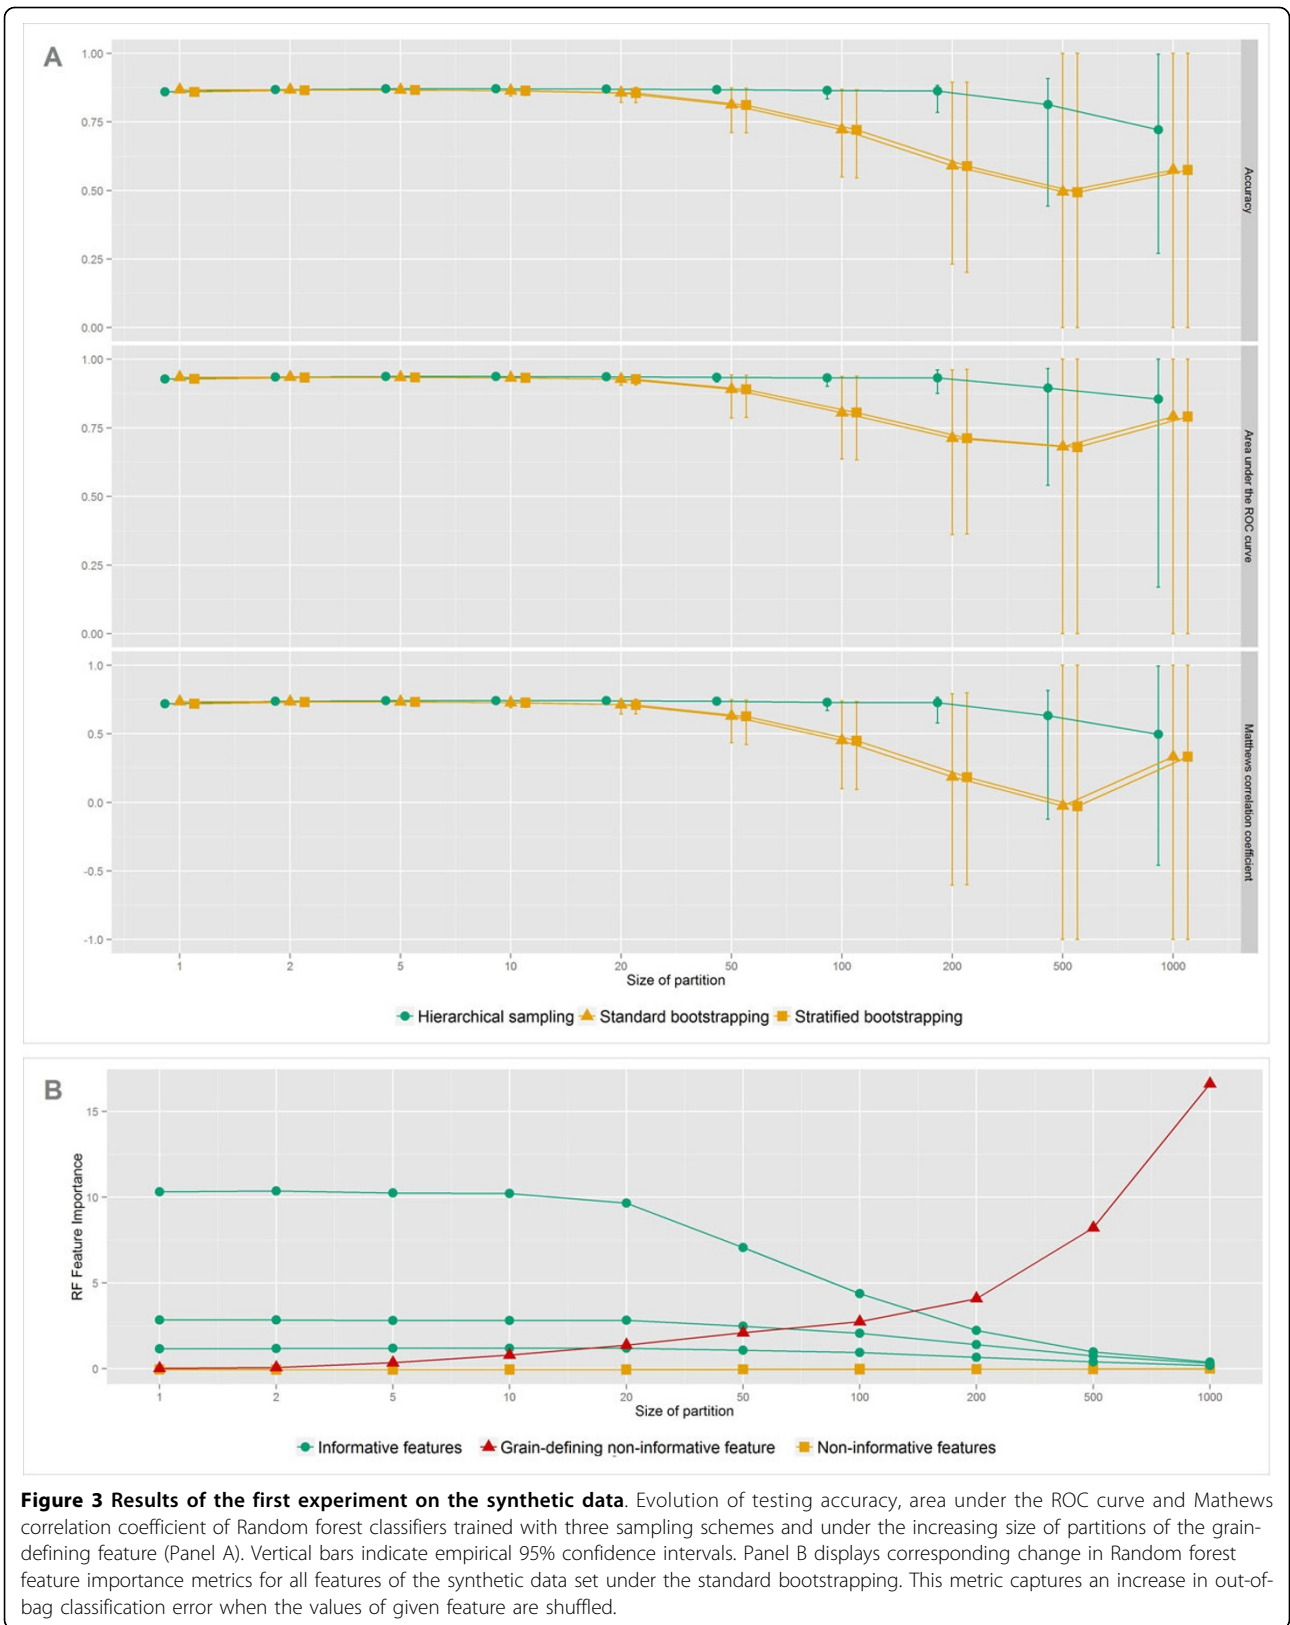 A
1.00
0.75
0.50
0.25
0.00
Accuracy
1.00
0.75
0.50
0.25
0.00
Area under the ROC curve
1.0
0.5
0.0
-0.5
-1.0
Matthews correlation coefficient
1 2 5 10 20 50 100 200 500 1000
Size of partition
Hierarchical sampling Standard bootstrapping Stratified bootstrapping
B
15
10
5
0
RF Feature Importance
1 2 5 10 20 50 100 200 500 1000
Size of partition
Informative features Grain-defining non-informative feature Non-informative features
Figure 3 Results of the first experiment on the synthetic data. Evolution of testing accuracy, area under the ROC curve and Mathews
correlation coefficient of Random forest classifiers trained with three sampling schemes and under the increasing size of partitions of the grain-
defining feature (Panel A). Vertical bars indicate empirical 95% confidence intervals. Panel B displays corresponding change in Random forest
feature importance metrics for all features of the synthetic data set under the standard bootstrapping. This metric captures an increase in out-of-
bag classification error when the values of given feature are shuffled.